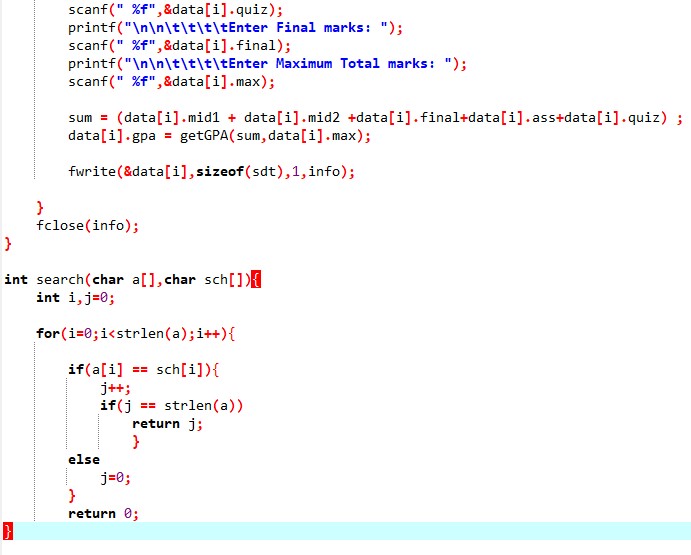 scanf(" %f",&data[i].quiz);
printf("\n\n\t\t\t\tEnter Final marks: ");
scanf(" %f",&data[i].final);
printf("\n\n\t\t\t\tEnter Maximum Total marks: ");
scanf(" %f",&data[i].max);
sum = (data[i].mid1 + data[i].mid2 +data[i].final+data[i].ass+data[i].quiz) ;
data[i].gpa = getGPA(sum,data[i].max);
fwrite(&data[i],sizeof(sdt),1,info);
}
fclose(info);
}
int search(char a[],char sch[]){
int i,j=0;
for(i=0;i<strlen(a);i++){
if(a[i] == sch[i]){
j++;
if(j == strlen(a))
return j;
}
else
j=0;
}
return 0;
}